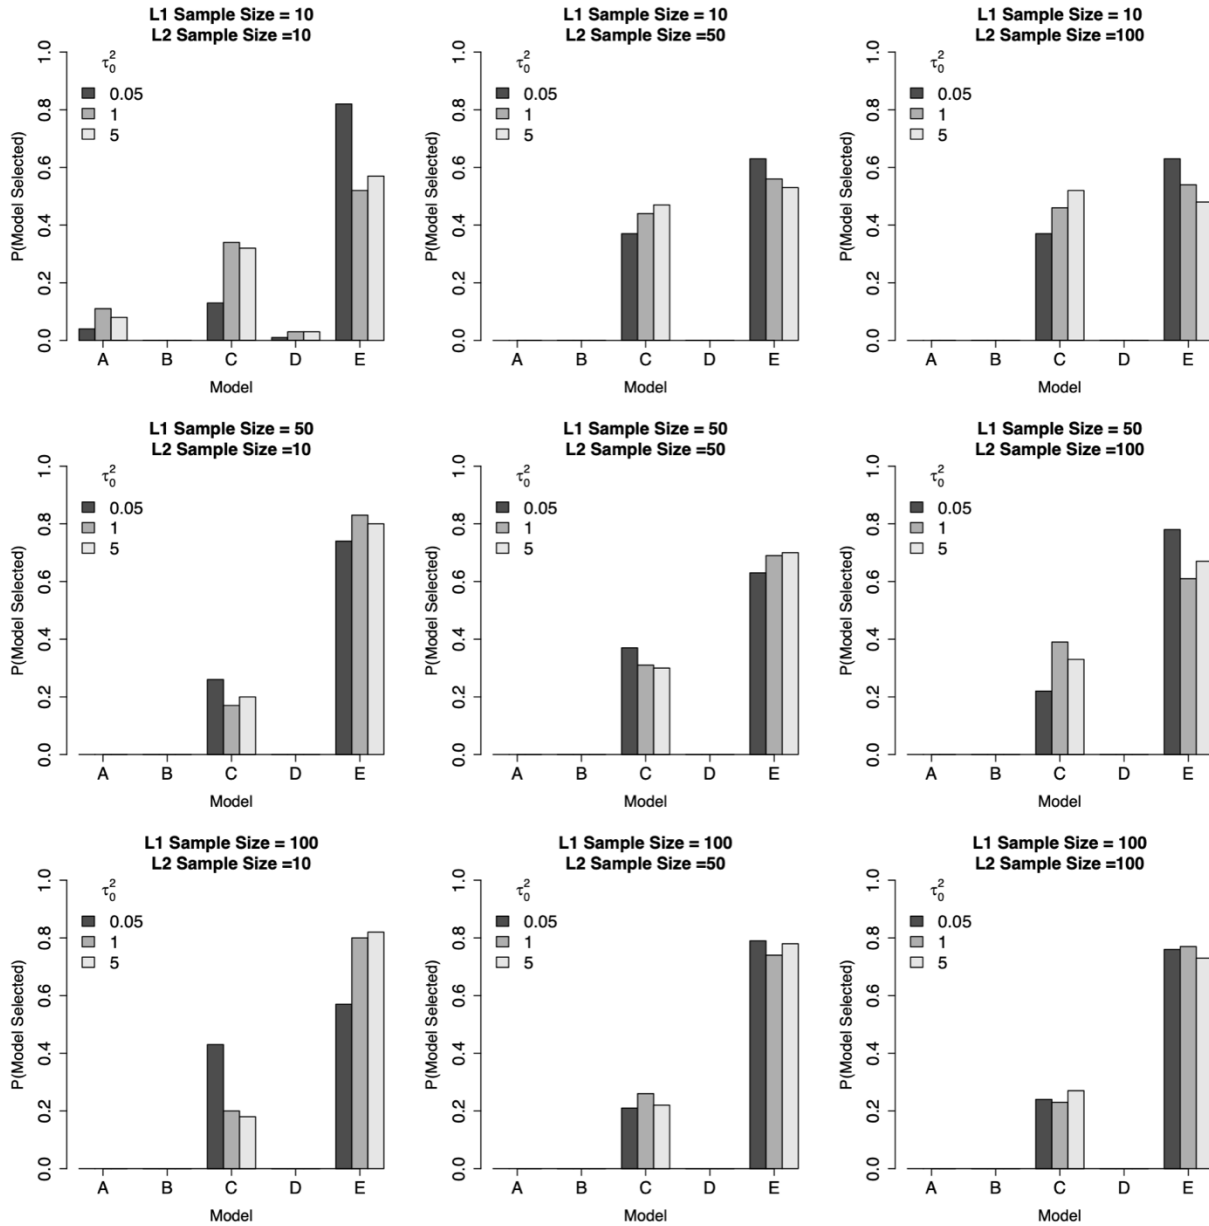 L1 Sample Size = 10
L2 Sample Size =10
P(Model Selected)
0.0 0.2 0.4 0.6 0.8 1.0
τ₀²
0.05
1
5
A B C D E
Model
L1 Sample Size = 10
L2 Sample Size =50
P(Model Selected)
0.0 0.2 0.4 0.6 0.8 1.0
τ₀²
0.05
1
5
A B C D E
Model
L1 Sample Size = 10
L2 Sample Size =100
P(Model Selected)
0.0 0.2 0.4 0.6 0.8 1.0
τ₀²
0.05
1
5
A B C D E
Model
L1 Sample Size = 50
L2 Sample Size =10
P(Model Selected)
0.0 0.2 0.4 0.6 0.8 1.0
τ₀²
0.05
1
5
A B C D E
Model
L1 Sample Size = 50
L2 Sample Size =50
P(Model Selected)
0.0 0.2 0.4 0.6 0.8 1.0
τ₀²
0.05
1
5
A B C D E
Model
L1 Sample Size = 50
L2 Sample Size =100
P(Model Selected)
0.0 0.2 0.4 0.6 0.8 1.0
τ₀²
0.05
1
5
A B C D E
Model
L1 Sample Size = 100
L2 Sample Size =10
P(Model Selected)
0.0 0.2 0.4 0.6 0.8 1.0
τ₀²
0.05
1
5
A B C D E
Model
L1 Sample Size = 100
L2 Sample Size =50
P(Model Selected)
0.0 0.2 0.4 0.6 0.8 1.0
τ₀²
0.05
1
5
A B C D E
Model
L1 Sample Size = 100
L2 Sample Size =100
P(Model Selected)
0.0 0.2 0.4 0.6 0.8 1.0
τ₀²
0.05
1
5
A B C D E
Model